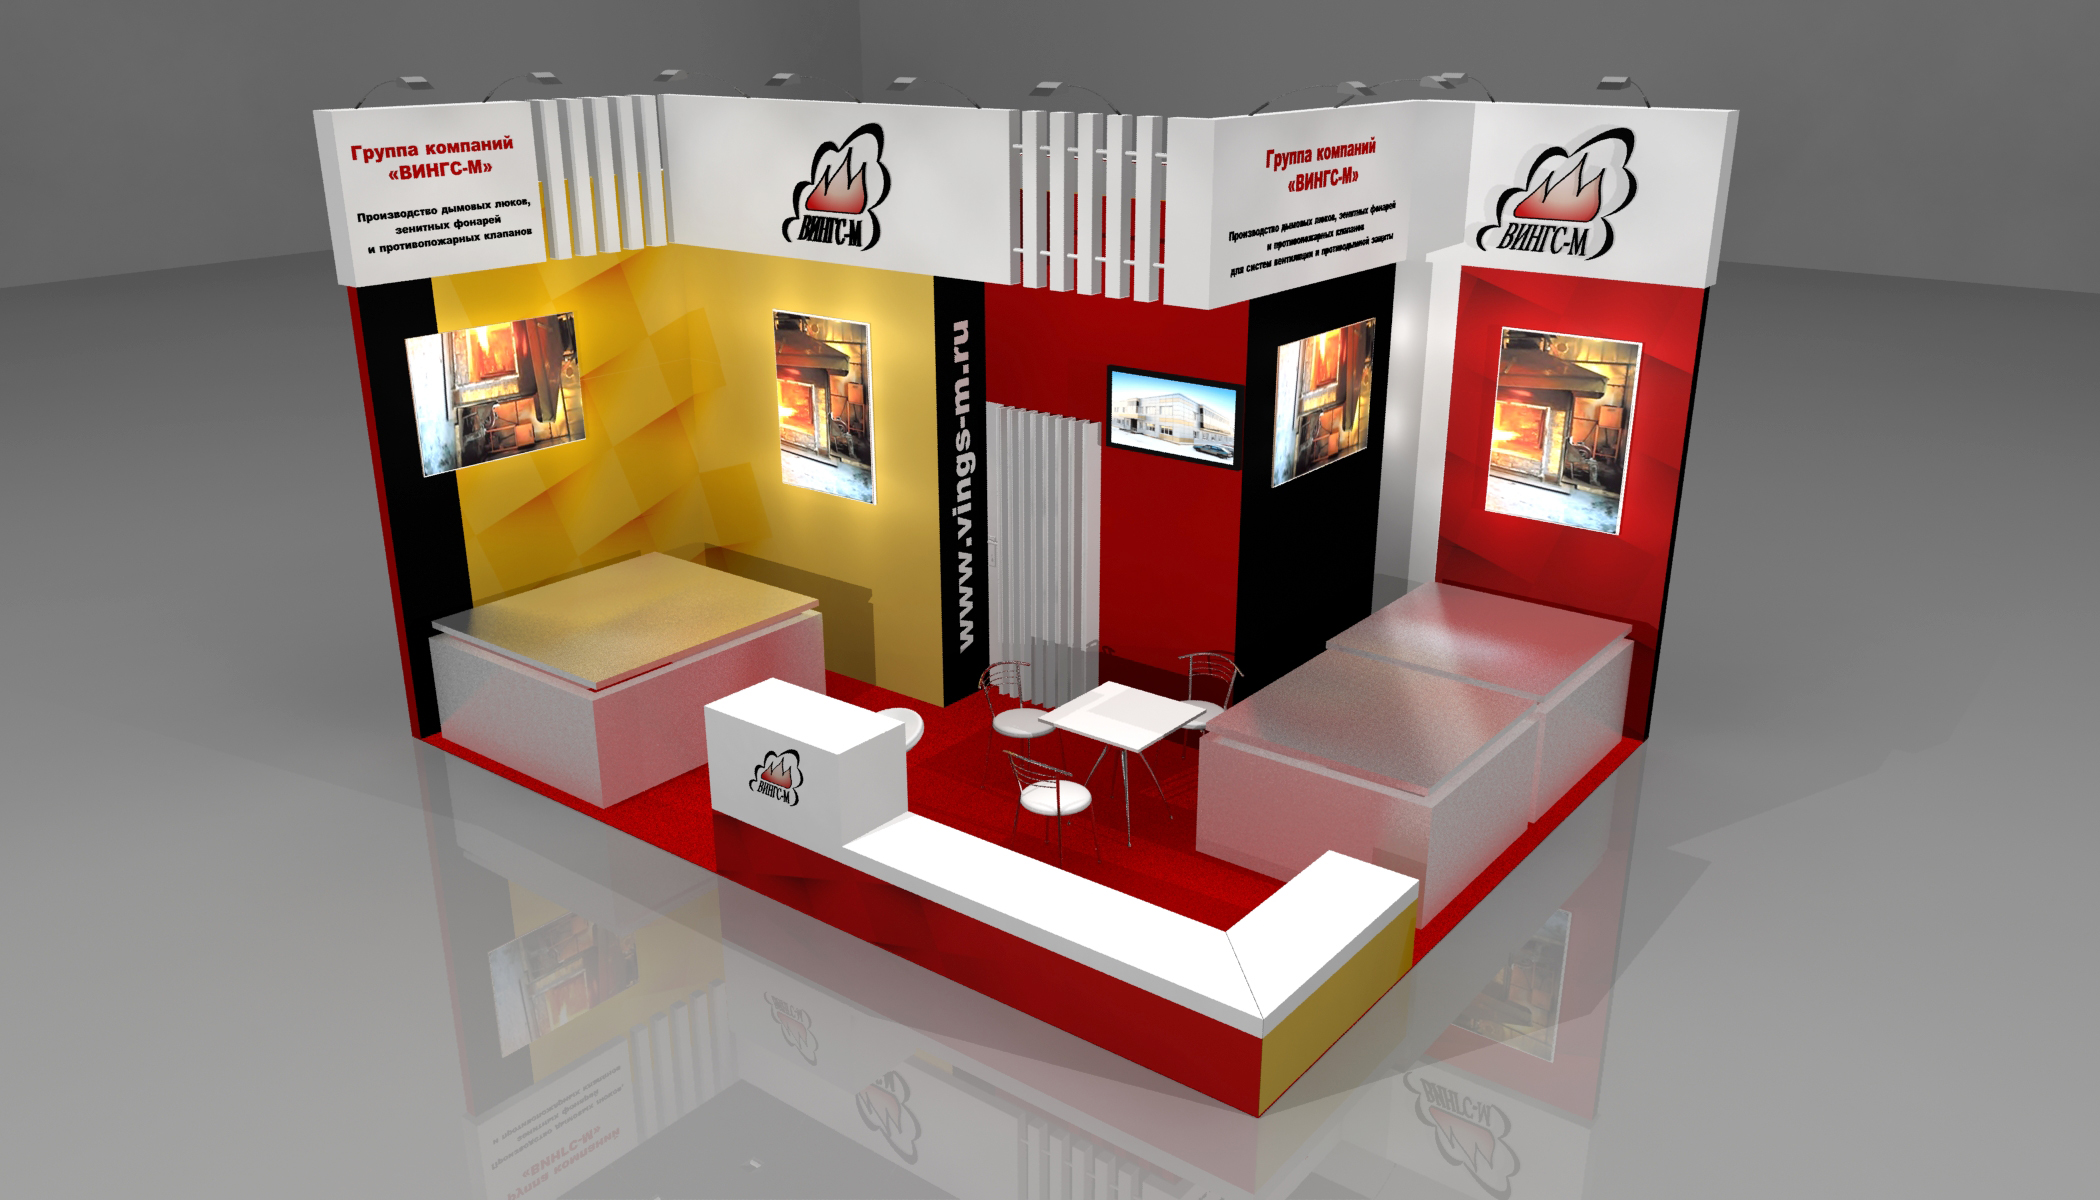 Группа компаний
«ВИНГС-М»
Производство дымовых люков,
зенитных фонарей
и противопожарных клапанов
ВИНГС-М
www.vings-m.ru
Группа компаний
«ВИНГС-М»
Производство дымовых люков, зенитных фонарей
и противопожарных клапанов
для систем вентиляции и противодымной защиты
ВИНГС-М
ВИНГС-М